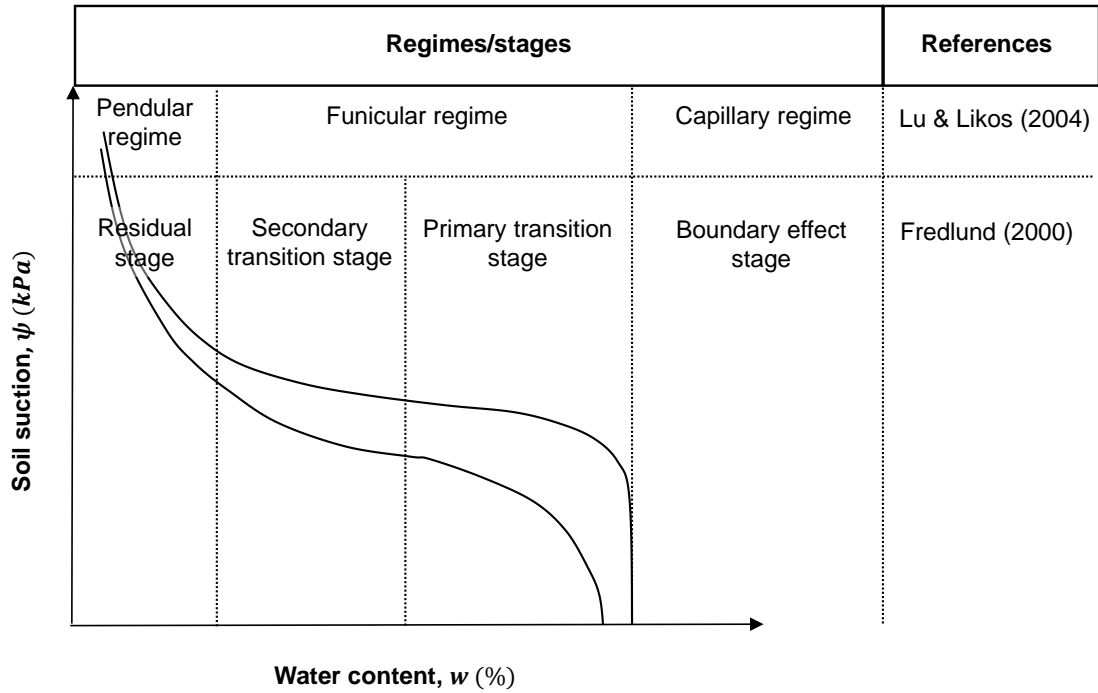 Regimes/stages
References
Pendular
regime
Funicular regime
Capillary regime
Lu & Likos (2004)
Residual
stage
Secondary
transition stage
Primary transition
stage
Boundary effect
stage
Fredlund (2000)
Soil suction, ψ (kPa)
Water content, w (%)